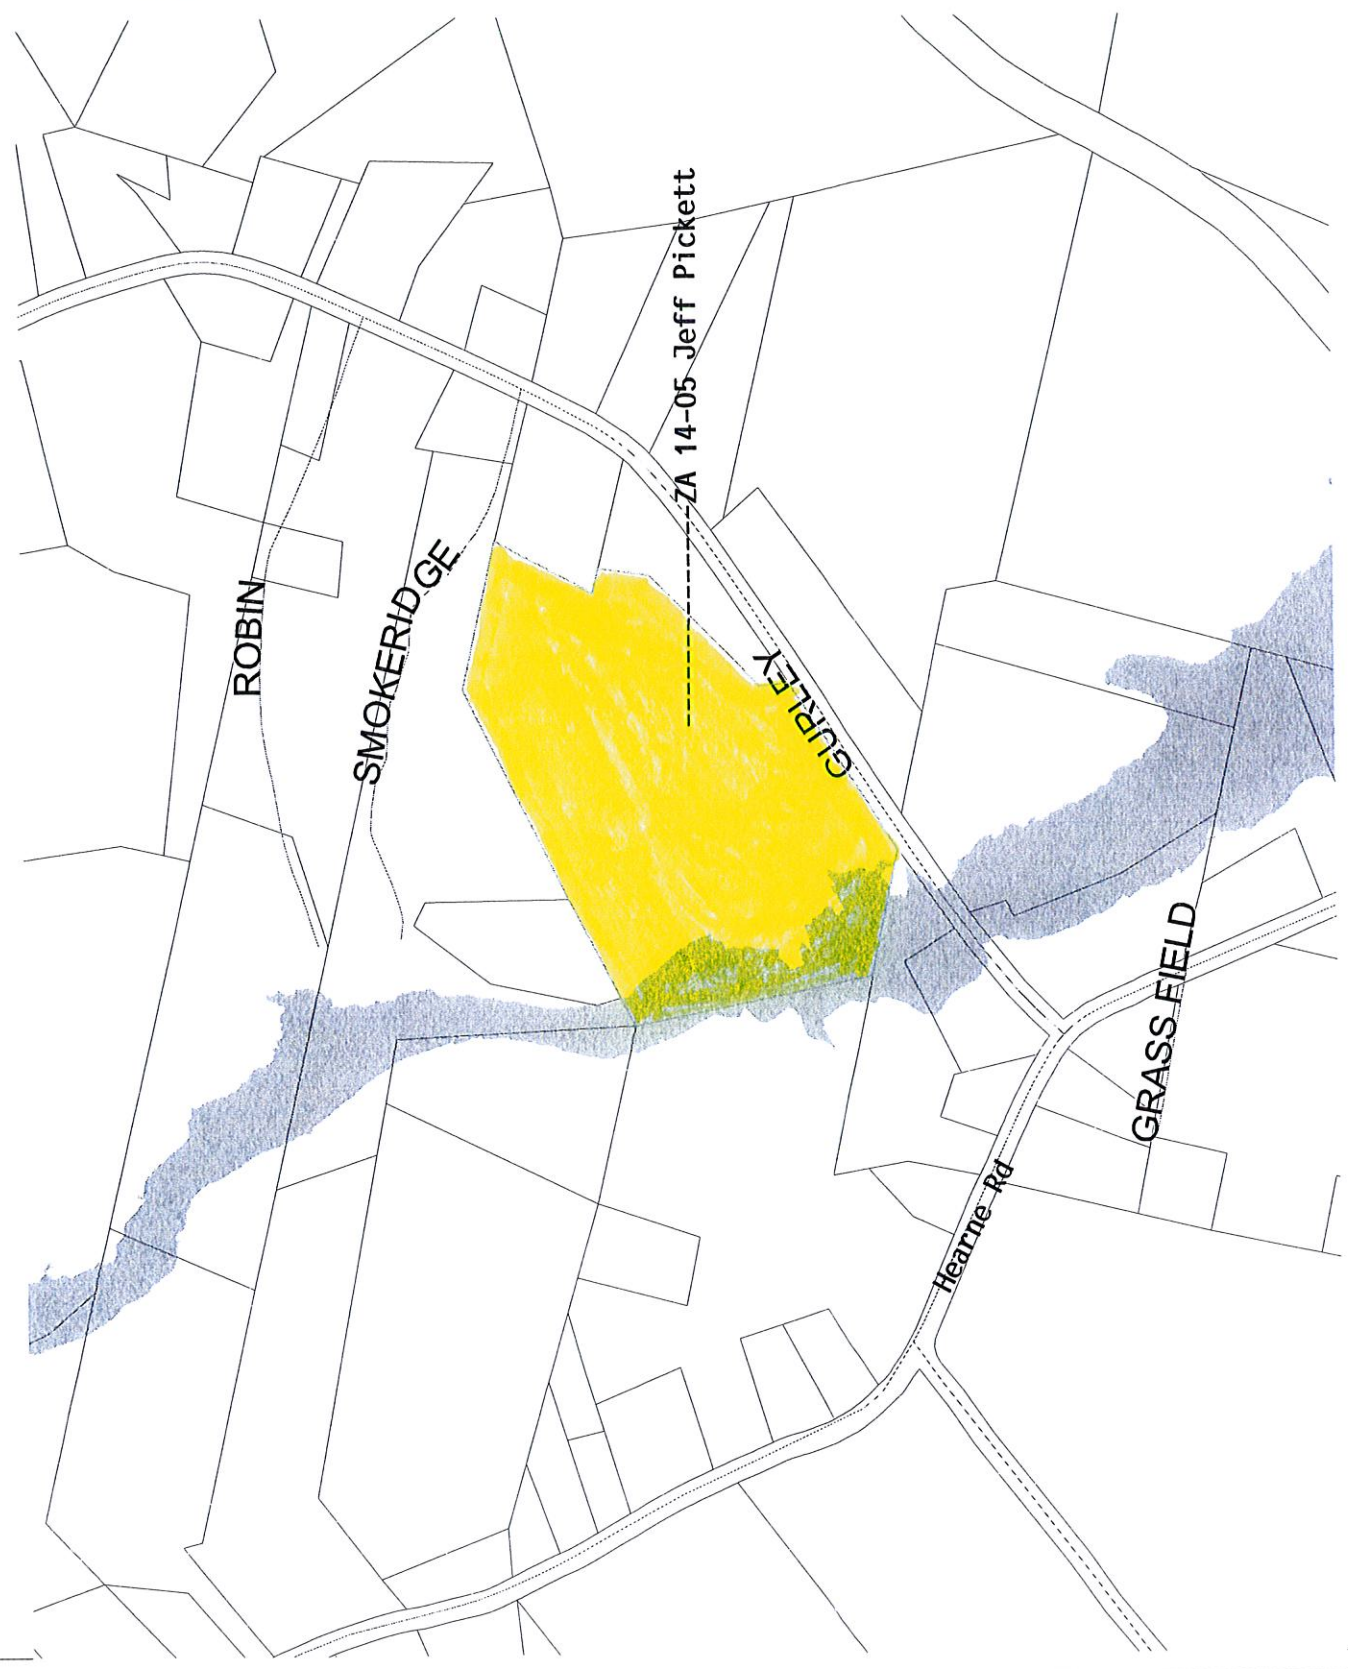 ZA 14-05 Jeff Pickett
ROBIN
SMOKERIDGE
GURLEY
GRASS FIELD
Hearne Rd